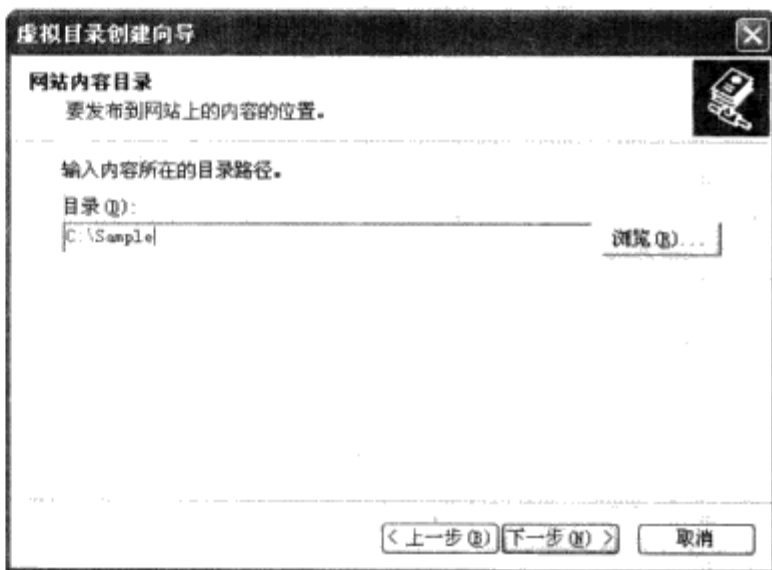 虚拟目录创建向导
网站内容目录
要发布到网站上的内容的位置。
输入内容所在的目录路径。
目录(D):
C:\Sample
浏览(R)...
< 上一步(B)
下一步(N) >
取消